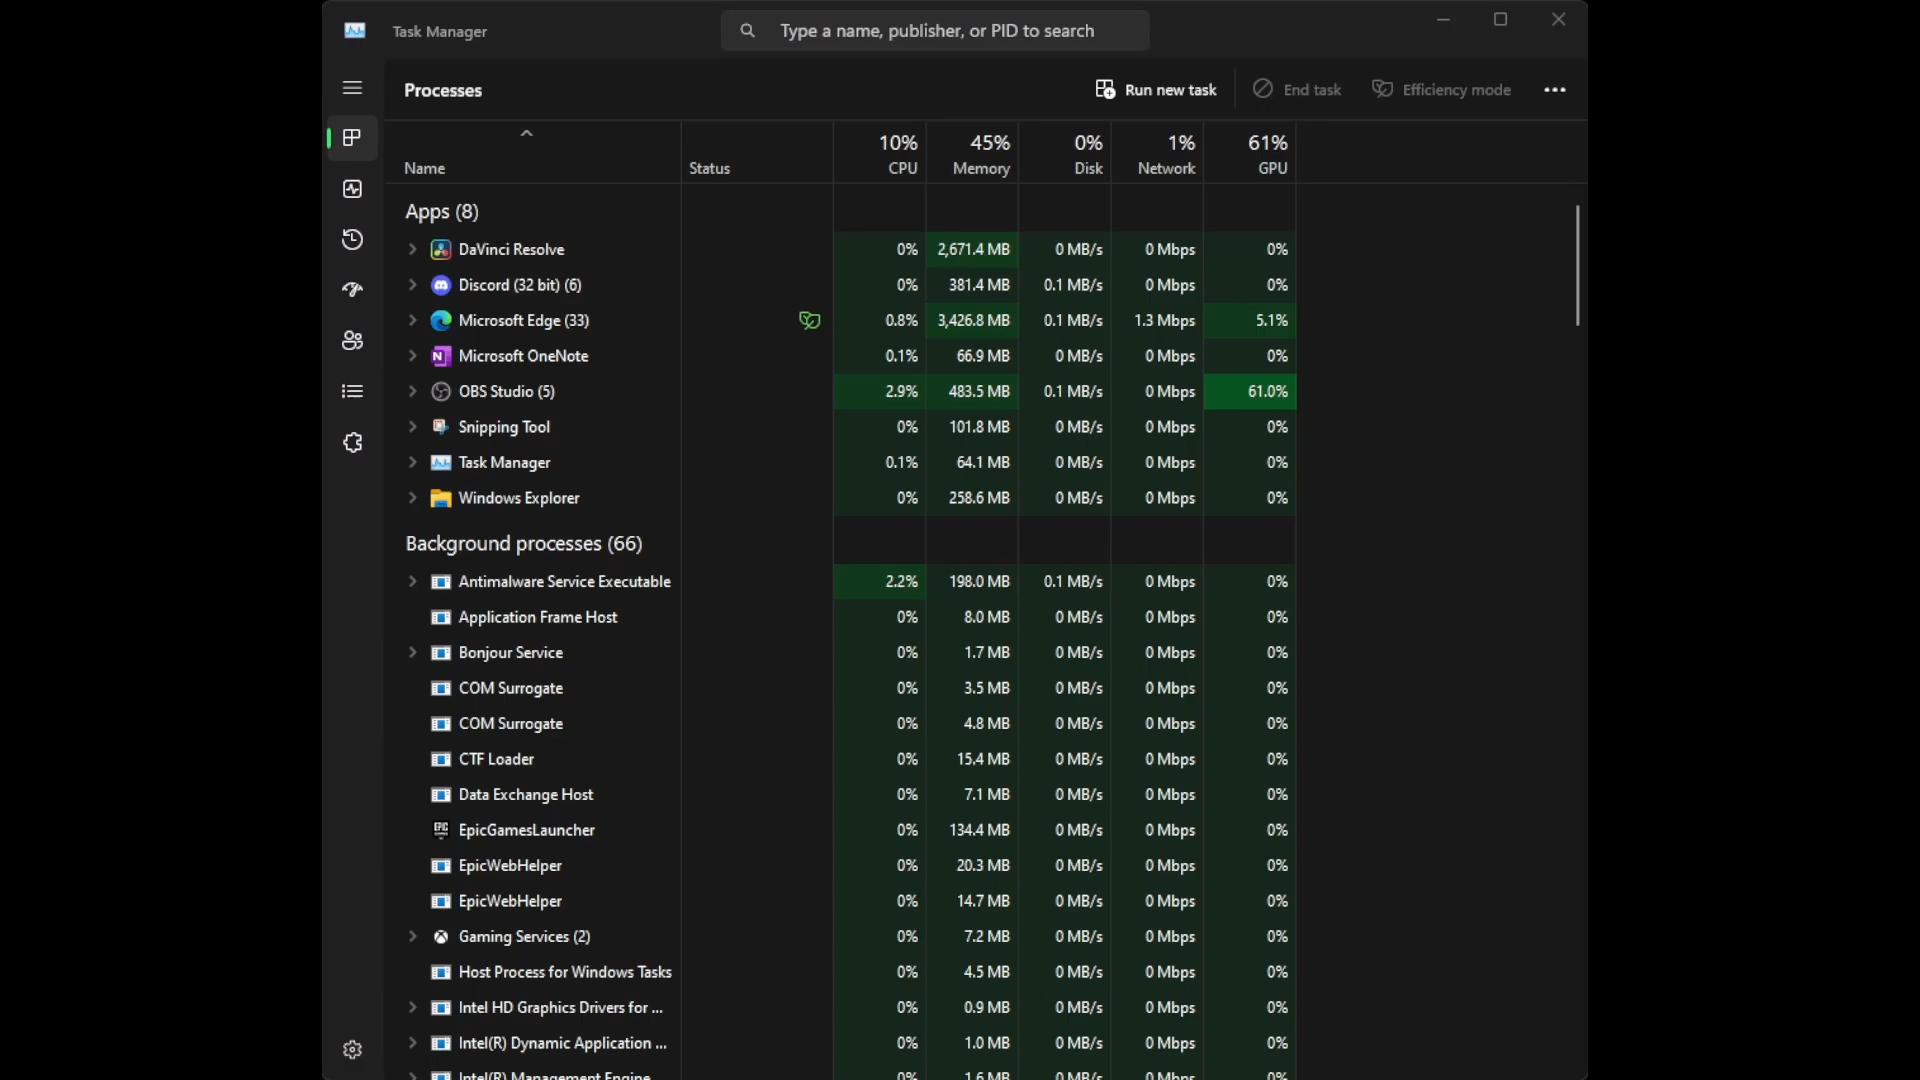 Task Manager
Type a name, publisher, or PID to search
Processes
Run new task
End task
Efficiency mode
Name
Status
10% CPU
45% Memory
0% Disk
1% Network
61% GPU
Apps (8)
DaVinci Resolve 0% 2,671.4 MB 0 MB/s 0 Mbps 0%
Discord (32 bit) (6) 0% 381.4 MB 0.1 MB/s 0 Mbps 0%
Microsoft Edge (33) 0.8% 3,426.8 MB 0.1 MB/s 1.3 Mbps 5.1%
Microsoft OneNote 0.1% 66.9 MB 0 MB/s 0 Mbps 0%
OBS Studio (5) 2.9% 483.5 MB 0.1 MB/s 0 Mbps 61.0%
Snipping Tool 0% 101.8 MB 0 MB/s 0 Mbps 0%
Task Manager 0.1% 64.1 MB 0 MB/s 0 Mbps 0%
Windows Explorer 0% 258.6 MB 0 MB/s 0 Mbps 0%
Background processes (66)
Antimalware Service Executable 2.2% 198.0 MB 0.1 MB/s 0 Mbps 0%
Application Frame Host 0% 8.0 MB 0 MB/s 0 Mbps 0%
Bonjour Service 0% 1.7 MB 0 MB/s 0 Mbps 0%
COM Surrogate 0% 3.5 MB 0 MB/s 0 Mbps 0%
COM Surrogate 0% 4.8 MB 0 MB/s 0 Mbps 0%
CTF Loader 0% 15.4 MB 0 MB/s 0 Mbps 0%
Data Exchange Host 0% 7.1 MB 0 MB/s 0 Mbps 0%
EpicGamesLauncher 0% 134.4 MB 0 MB/s 0 Mbps 0%
EpicWebHelper 0% 20.3 MB 0 MB/s 0 Mbps 0%
EpicWebHelper 0% 14.7 MB 0 MB/s 0 Mbps 0%
Gaming Services (2) 0% 7.2 MB 0 MB/s 0 Mbps 0%
Host Process for Windows Tasks 0% 4.5 MB 0 MB/s 0 Mbps 0%
Intel HD Graphics Drivers for ... 0% 0.9 MB 0 MB/s 0 Mbps 0%
Intel(R) Dynamic Application ... 0% 1.0 MB 0 MB/s 0 Mbps 0%
Intel(R) Management Engine 0% 1.6 MB 0 MB/s 0 Mbps 0%